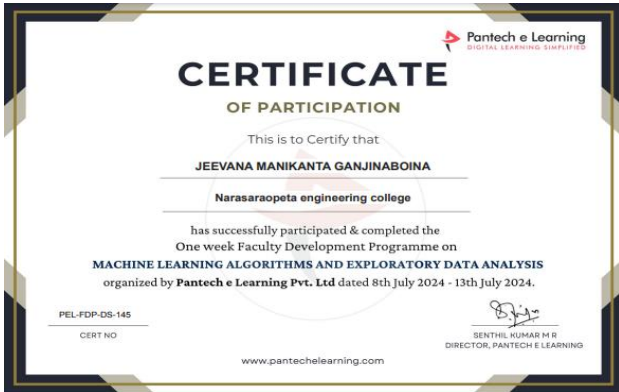 Pantech e Learning
DIGITAL LEARNING SIMPLIFIED
CERTIFICATE
OF PARTICIPATION
This is to Certify that
JEEVANA MANIKANTA GANJINABOINA
Narasaraopeta engineering college
has successfully participated & completed the
One week Faculty Development Programme on
MACHINE LEARNING ALGORITHMS AND EXPLORATORY DATA ANALYSIS
organized by Pantech e Learning Pvt. Ltd dated 8th July 2024 - 13th July 2024.
PEL-FDP-DS-145
CERT NO
SENTHIL KUMAR M R
DIRECTOR, PANTECH E LEARNING
www.pantechelearning.com